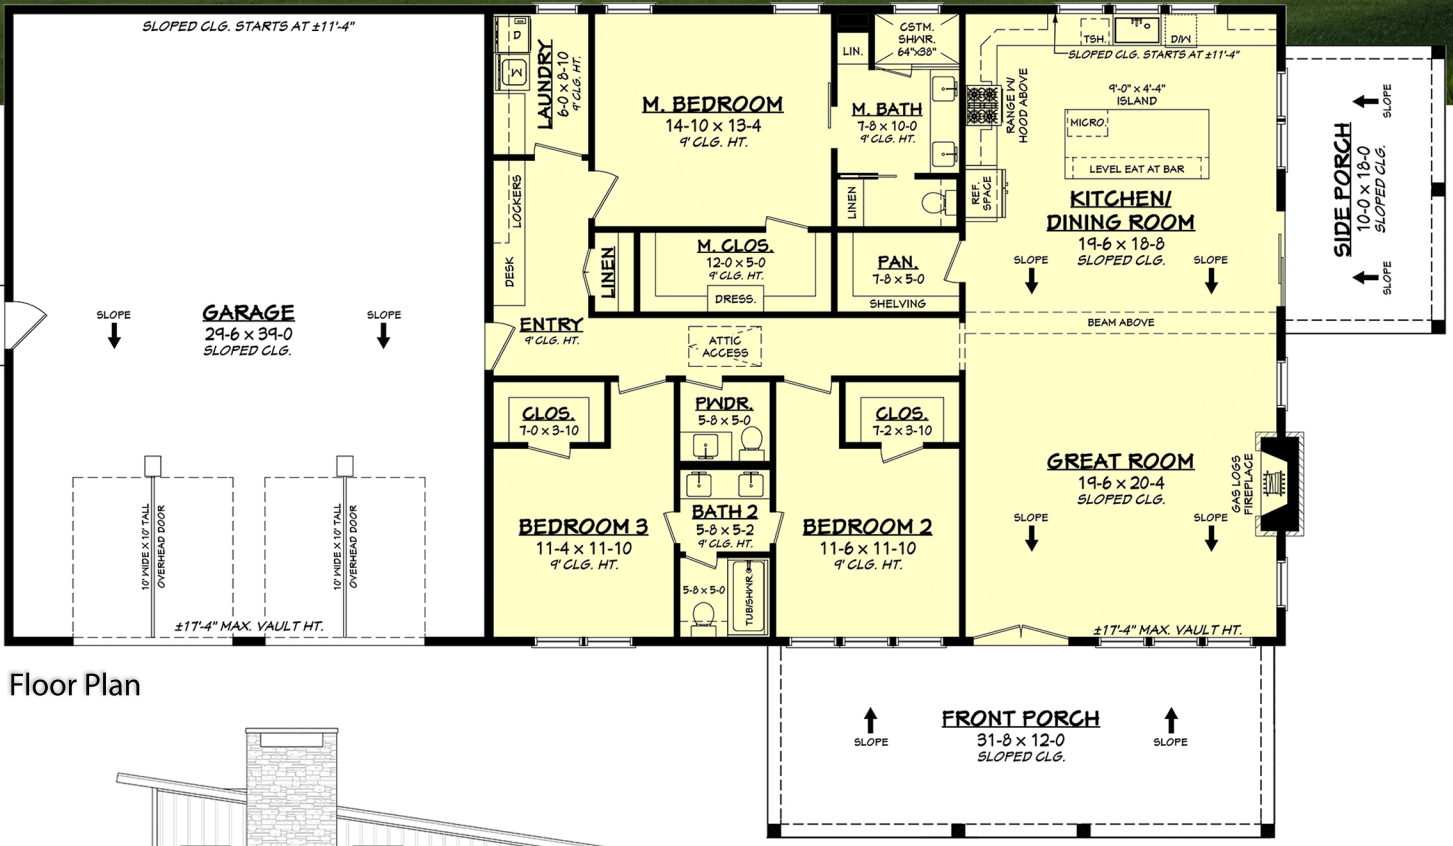 SLOPED CLG. STARTS AT ±11'-4"
GARAGE
29-6 x 39-0
SLOPED CLG.
SLOPE
SLOPE
10' WIDE X 10' TALL
OVERHEAD DOOR
10' WIDE X 10' TALL
OVERHEAD DOOR
±17'-4" MAX. VAULT HT.
D
W
LAUNDRY
6-0 x 8-10
9' CLG. HT.
LOCKERS
DESK
ENTRY
9' CLG. HT.
LINEN
M. BEDROOM
14-10 x 13-4
9' CLG. HT.
M. CLOS.
12-0 x 5-0
9' CLG. HT.
DRESS.
LIN.
CSTM.
SHWR.
64"x38"
M. BATH
7-8 x 10-0
9' CLG. HT.
LINEN
PAN.
7-8 x 5-0
SHELVING
ATTIC
ACCESS
TSH.
D/W
SLOPED CLG. STARTS AT ±11'-4"
RANGE W/
HOOD ABOVE
9'-0" x 4'-4"
ISLAND
MICRO.
LEVEL EAT AT BAR
REF.
SPACE
KITCHEN/
DINING ROOM
19-6 x 18-8
SLOPED CLG.
SLOPE
SLOPE
BEAM ABOVE
SIDE PORCH
10-0 x 18-0
SLOPED CLG.
SLOPE
SLOPE
CLOS.
7-0 x 3-10
PWDR.
5-8 x 5-0
CLOS.
7-2 x 3-10
BEDROOM 3
11-4 x 11-10
9' CLG. HT.
BATH 2
5-8 x 5-2
9' CLG. HT.
5-8 x 5-0
TUB/SHWR.
BEDROOM 2
11-6 x 11-10
9' CLG. HT.
GREAT ROOM
19-6 x 20-4
SLOPED CLG.
SLOPE
SLOPE
GAS LOGS
FIREPLACE
±17'-4" MAX. VAULT HT.
Floor Plan
FRONT PORCH
31-8 x 12-0
SLOPED CLG.
SLOPE
SLOPE